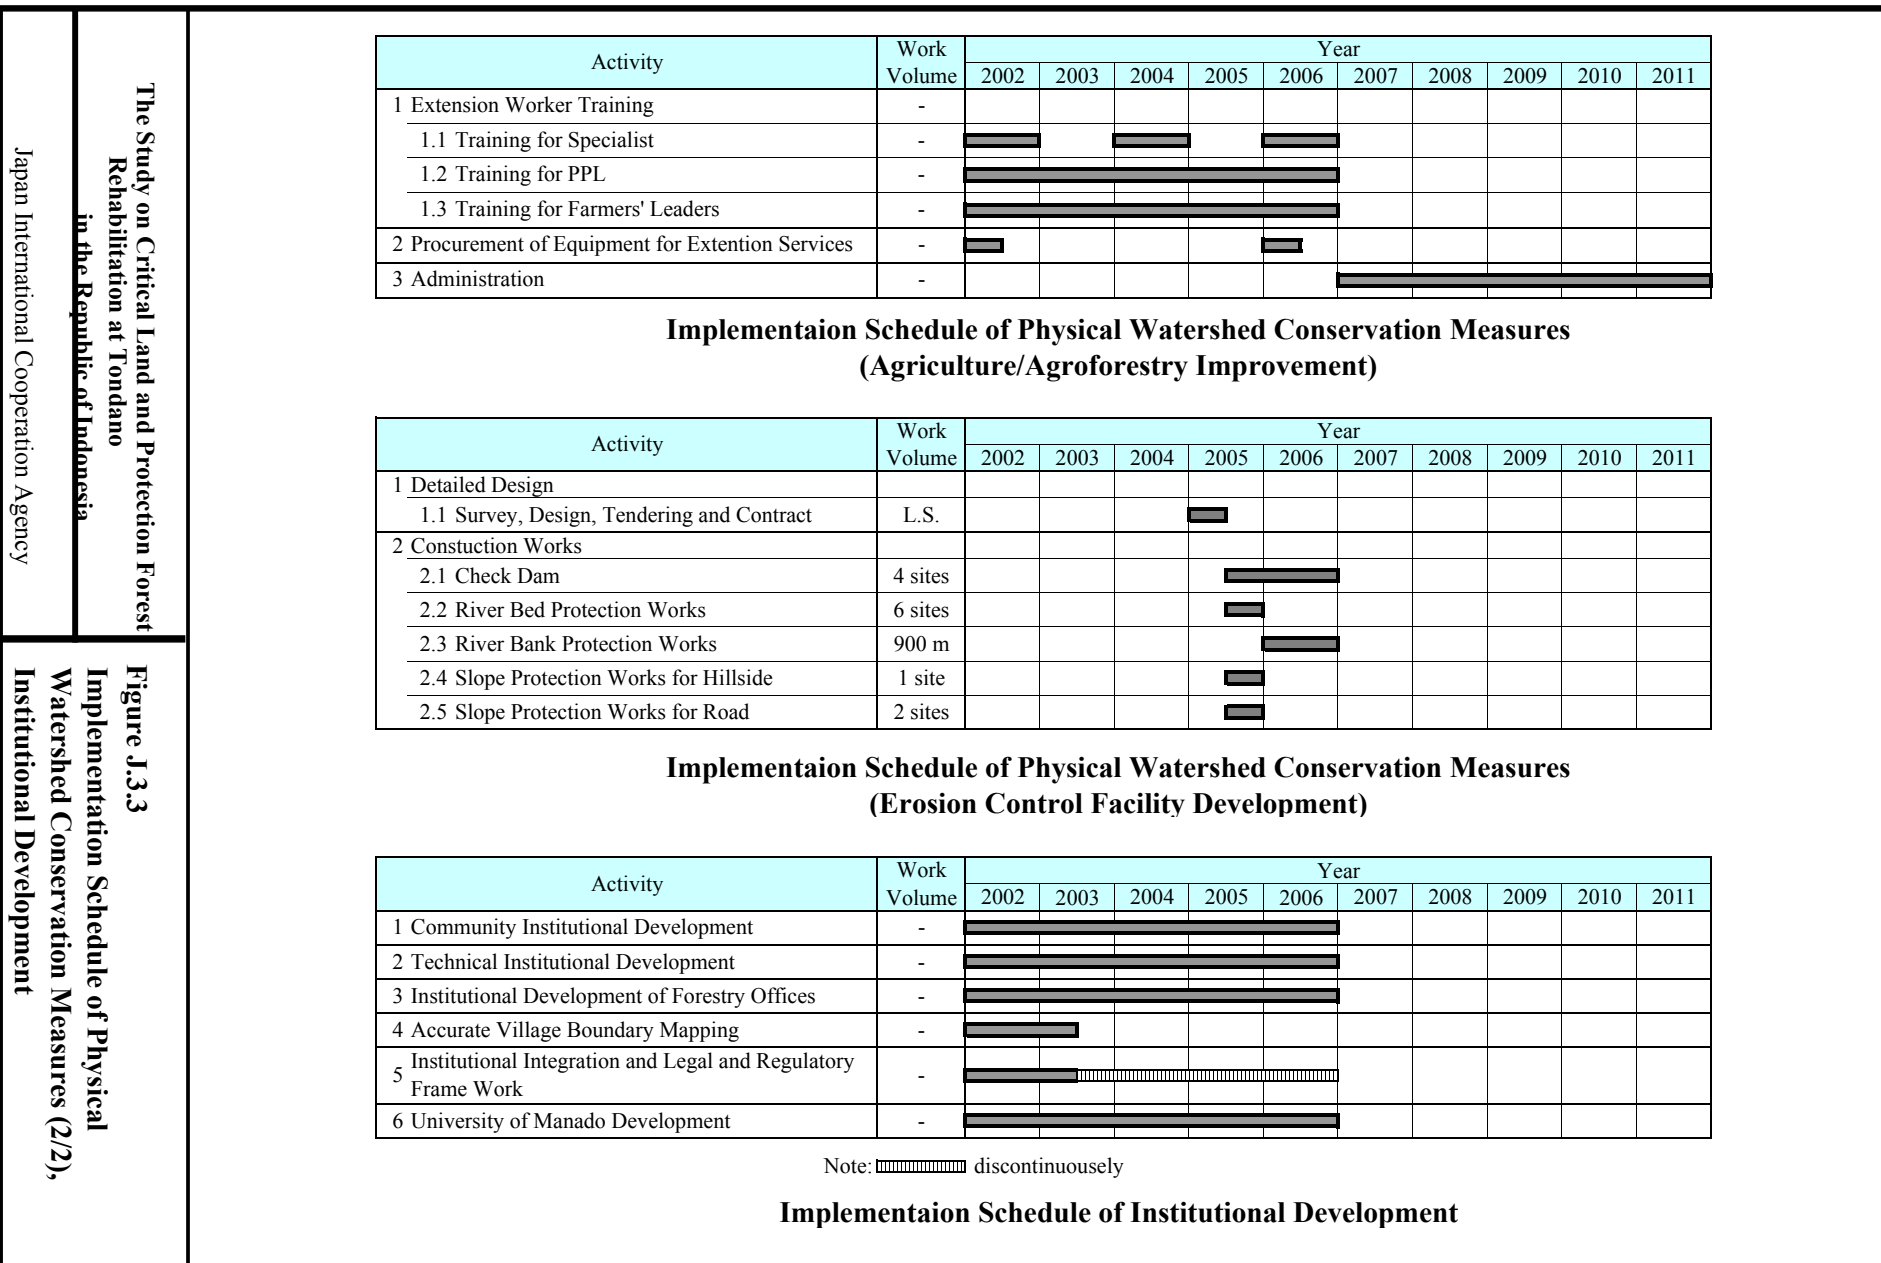 Activity
Work
Volume
Year
2002 2003 2004 2005 2006 2007 2008 2009 2010 2011
1 Extension Worker Training -
1.1 Training for Specialist -
1.2 Training for PPL -
1.3 Training for Farmers' Leaders -
2 Procurement of Equipment for Extention Services -
3 Administration -
Implementaion Schedule of Physical Watershed Conservation Measures
(Agriculture/Agroforestry Improvement)
Activity
Work
Volume
Year
2002 2003 2004 2005 2006 2007 2008 2009 2010 2011
1 Detailed Design
1.1 Survey, Design, Tendering and Contract L.S.
2 Constuction Works
2.1 Check Dam 4 sites
2.2 River Bed Protection Works 6 sites
2.3 River Bank Protection Works 900 m
2.4 Slope Protection Works for Hillside 1 site
2.5 Slope Protection Works for Road 2 sites
Implementaion Schedule of Physical Watershed Conservation Measures
(Erosion Control Facility Development)
Activity
Work
Volume
Year
2002 2003 2004 2005 2006 2007 2008 2009 2010 2011
1 Community Institutional Development -
2 Technical Institutional Development -
3 Institutional Development of Forestry Offices -
4 Accurate Village Boundary Mapping -
5 Institutional Integration and Legal and Regulatory
Frame Work -
6 University of Manado Development -
Note: discontinuousely
Implementaion Schedule of Institutional Development
The Study on Critical Land and Protection Forest
Rehabilitation at Tondano
in the Republic of Indonesia
Japan International Cooperation Agency
Figure J.3.3
Implementation Schedule of Physical
Watershed Conservation Measures (2/2),
Institutional Development